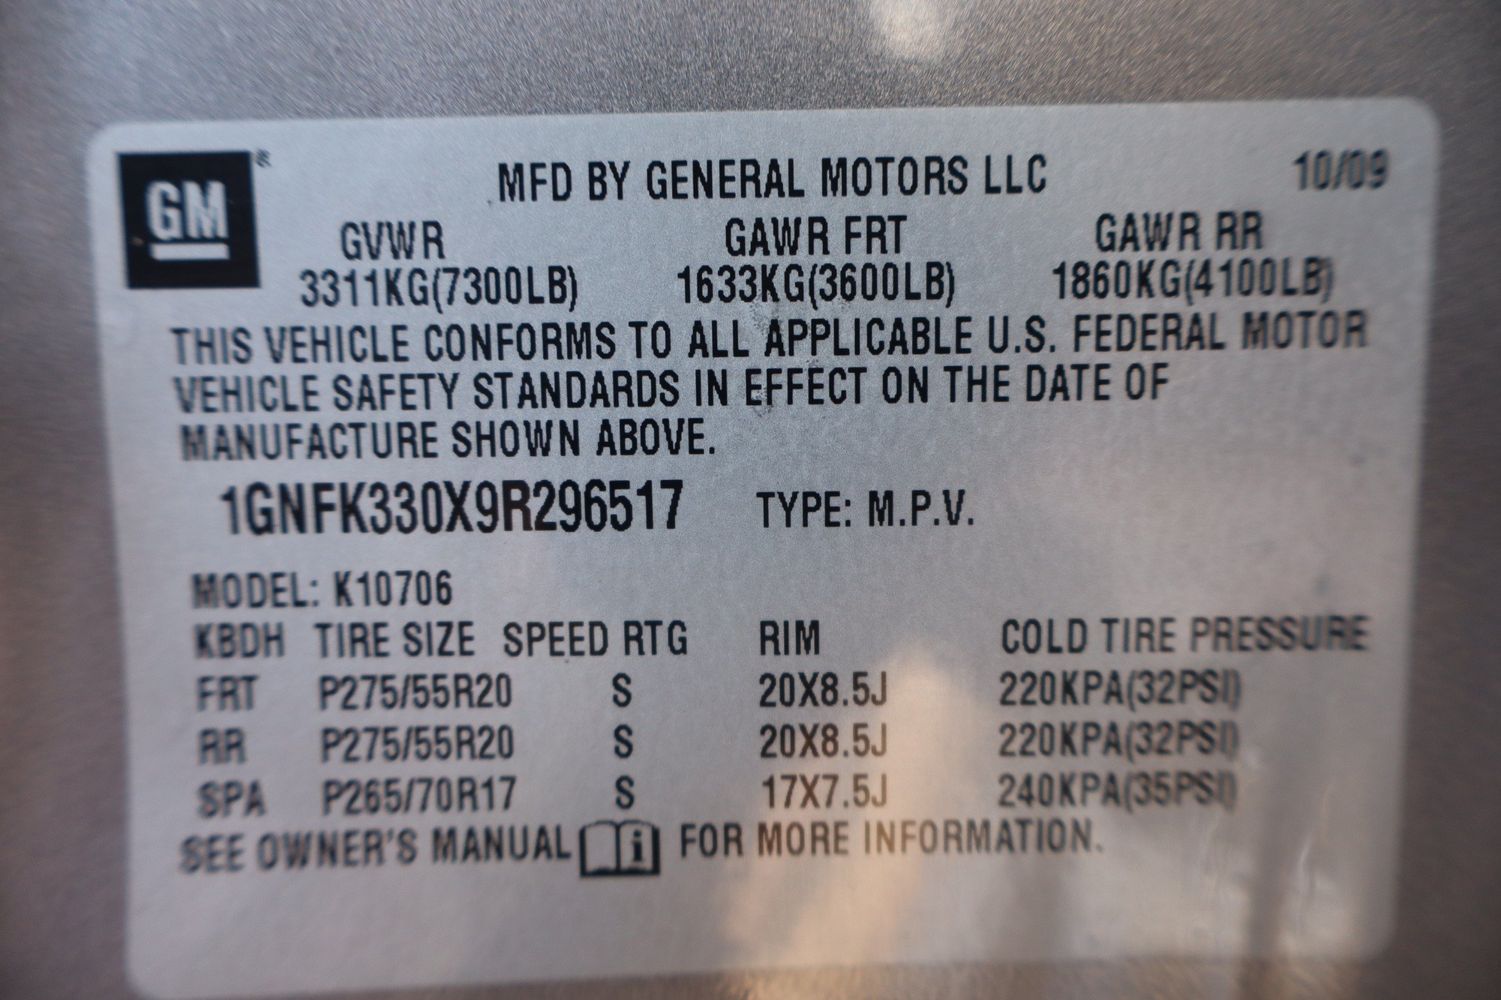 GM® MFD BY GENERAL MOTORS LLC 10/09
GVWR GAWR FRT GAWR RR
3311KG(7300LB) 1633KG(3600LB) 1860KG(4100LB)
THIS VEHICLE CONFORMS TO ALL APPLICABLE U.S. FEDERAL MOTOR
VEHICLE SAFETY STANDARDS IN EFFECT ON THE DATE OF
MANUFACTURE SHOWN ABOVE.
1GNFK330X9R296517 TYPE: M.P.V.
MODEL: K10706
KBDH TIRE SIZE SPEED RTG RIM COLD TIRE PRESSURE
FRT P275/55R20 S 20X8.5J 220KPA(32PSI)
RR P275/55R20 S 20X8.5J 220KPA(32PSI)
SPA P265/70R17 S 17X7.5J 240KPA(35PSI)
SEE OWNER'S MANUAL i FOR MORE INFORMATION.